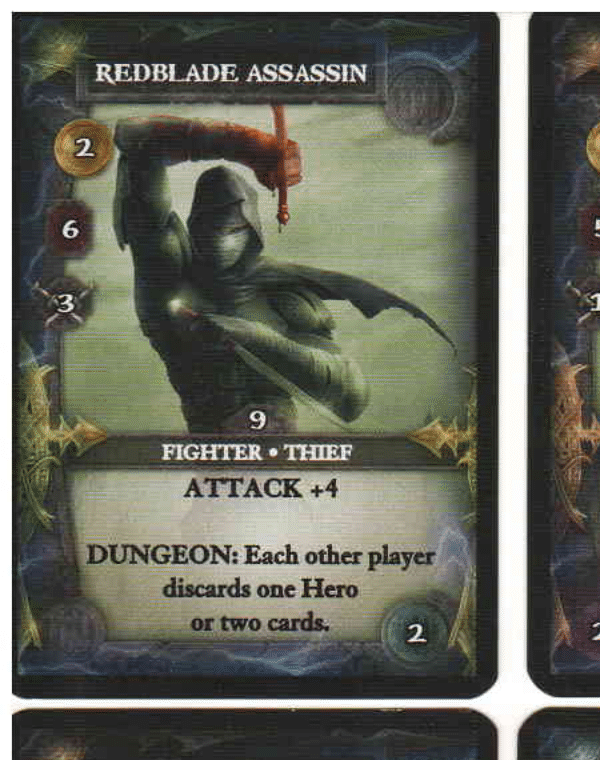 REDBLADE ASSASSIN
2
6
3
9
FIGHTER • THIEF
ATTACK +4
DUNGEON: Each other player
discards one Hero
or two cards.
2